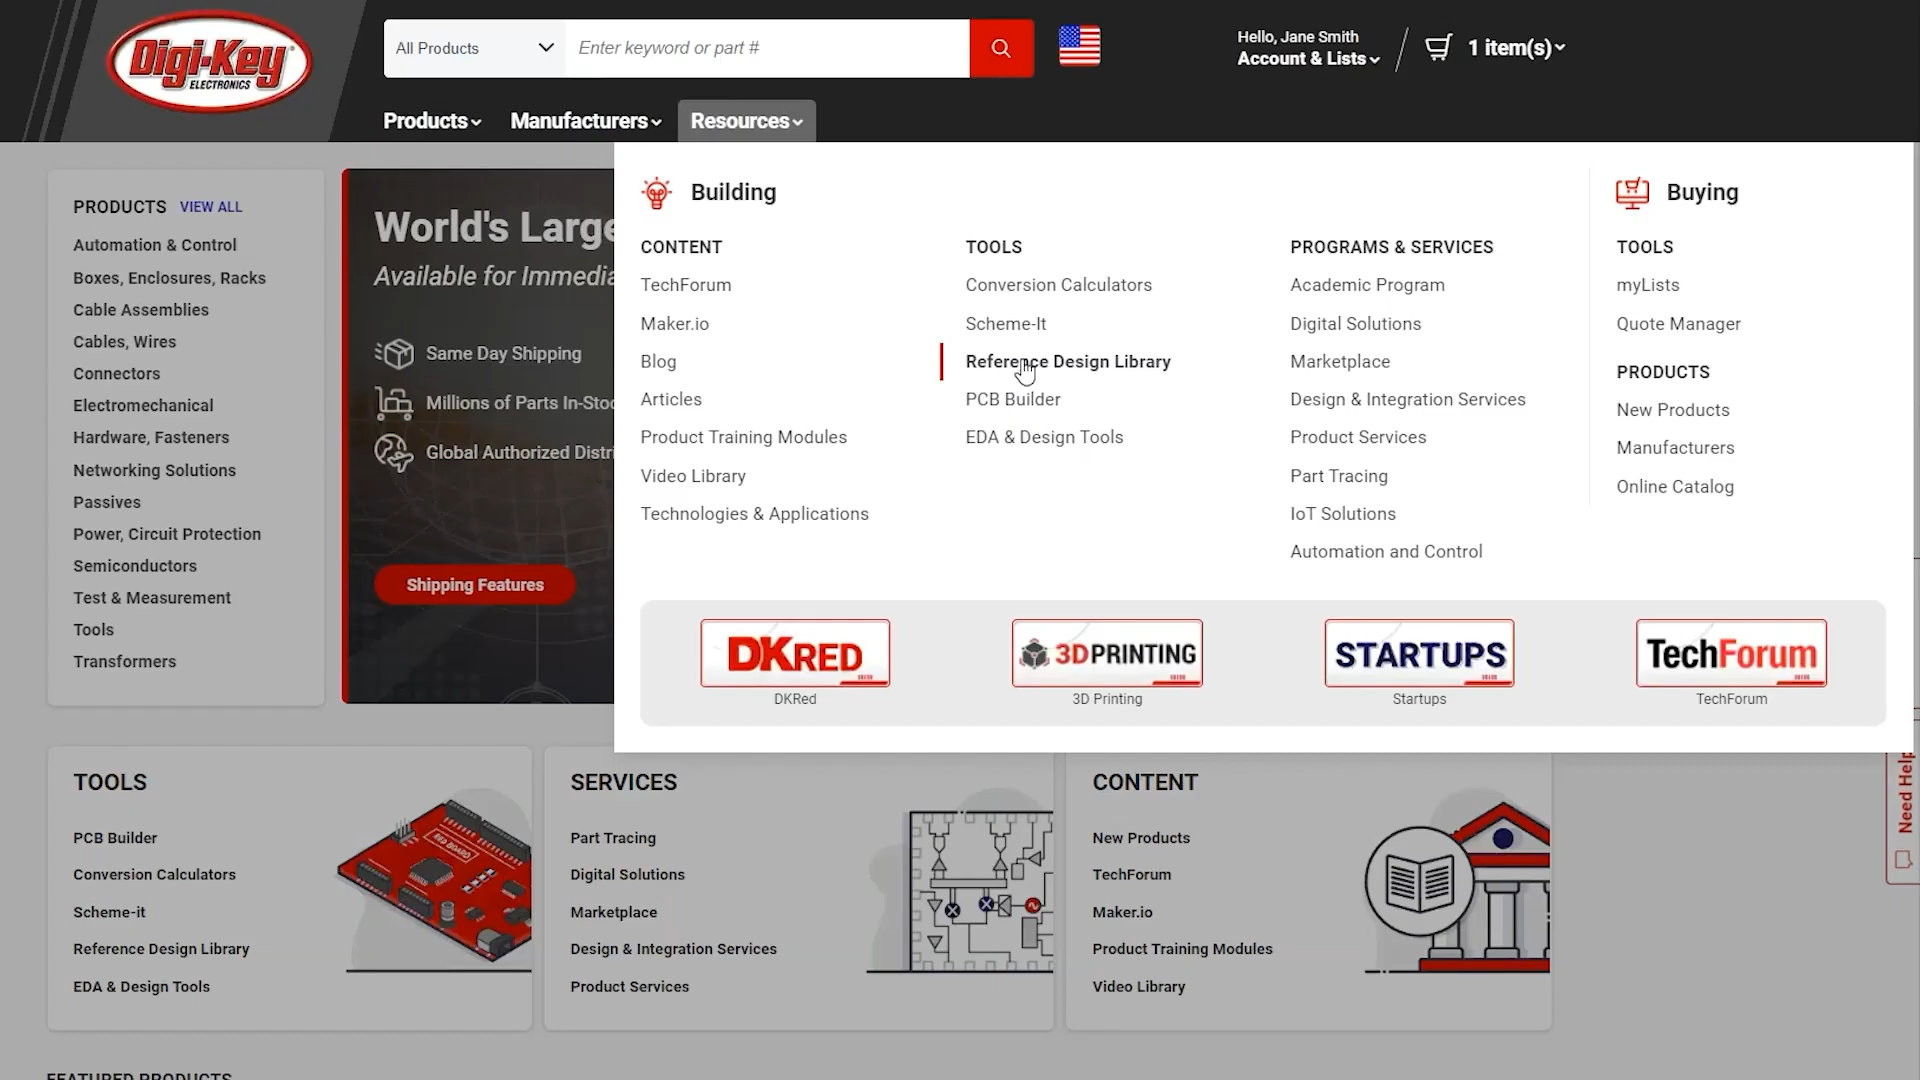 Digi-Key
ELECTRONICS
All Products
Enter keyword or part #
Hello, Jane Smith
Account & Lists
1 item(s)
Products
Manufacturers
Resources
PRODUCTS VIEW ALL
Automation & Control
Boxes, Enclosures, Racks
Cable Assemblies
Cables, Wires
Connectors
Electromechanical
Hardware, Fasteners
Networking Solutions
Passives
Power, Circuit Protection
Semiconductors
Test & Measurement
Tools
Transformers
World's Large
Available for Immedia
Same Day Shipping
Millions of Parts In-Stoc
Global Authorized Distri
Shipping Features
Building
CONTENT
TechForum
Maker.io
Blog
Articles
Product Training Modules
Video Library
Technologies & Applications
TOOLS
Conversion Calculators
Scheme-It
Reference Design Library
PCB Builder
EDA & Design Tools
PROGRAMS & SERVICES
Academic Program
Digital Solutions
Marketplace
Design & Integration Services
Product Services
Part Tracing
IoT Solutions
Automation and Control
Buying
TOOLS
myLists
Quote Manager
PRODUCTS
New Products
Manufacturers
Online Catalog
DKRED
DKRed
3DPRINTING
3D Printing
STARTUPS
Startups
TechForum
TechForum
TOOLS
PCB Builder
Conversion Calculators
Scheme-it
Reference Design Library
EDA & Design Tools
SERVICES
Part Tracing
Digital Solutions
Marketplace
Design & Integration Services
Product Services
CONTENT
New Products
TechForum
Maker.io
Product Training Modules
Video Library
Need Help
FEATURED PRODUCTS